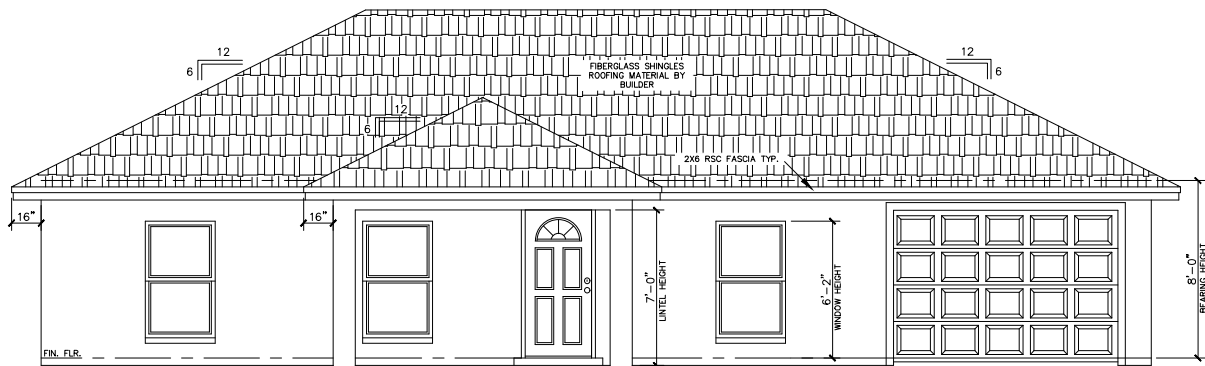 12
6
12
6
FIBERGLASS SHINGLES
ROOFING MATERIAL BY
BUILDER
12
6
2X6 RSC FASCIA TYP.
16"
16"
7'-0"
LINTEL HEIGHT
6'-2"
WINDOW HEIGHT
8'-0"
BEARING HEIGHT
FIN. FLR.